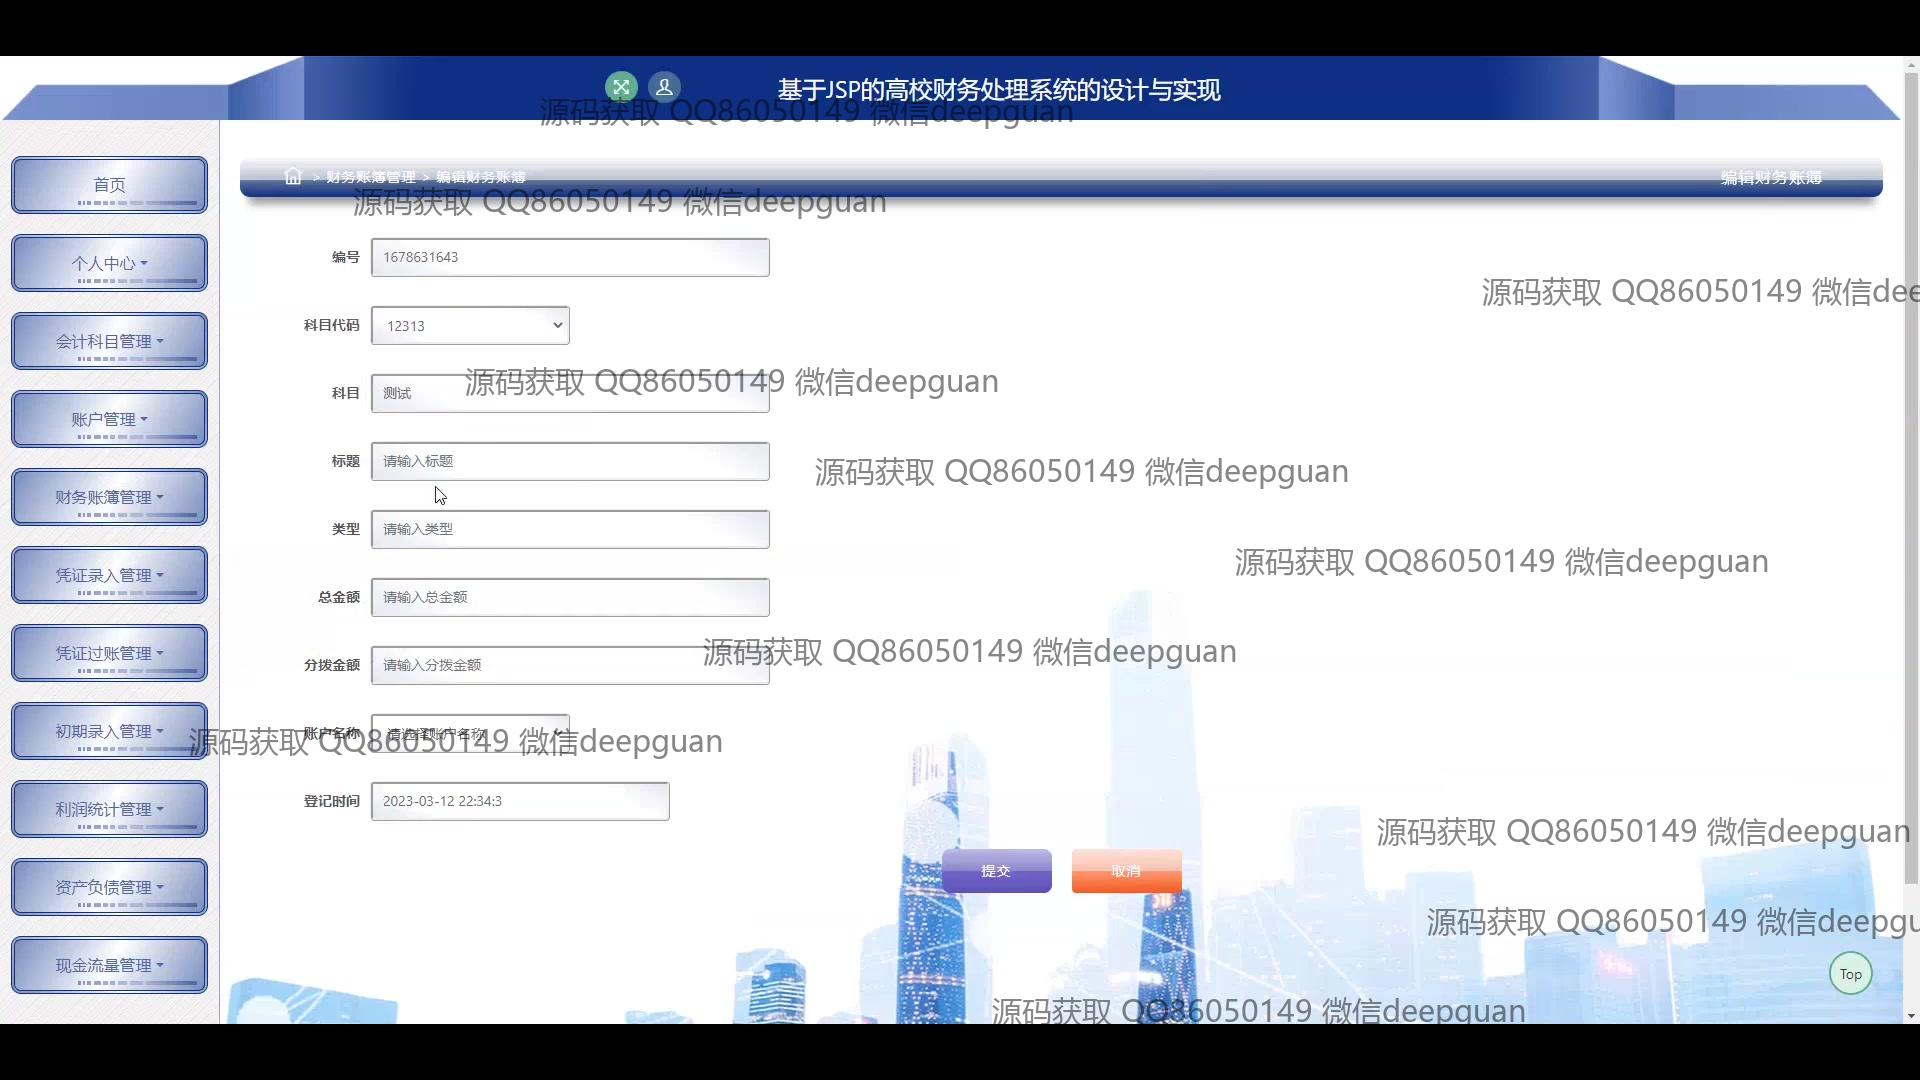 基于JSP的高校财务处理系统的设计与实现
源码获取 QQ86050149 微信deepguan
首页
> 财务账簿管理 > 编辑财务账簿
编辑财务账簿
源码获取 QQ86050149 微信deepguan
编号
1678631643
个人中心
源码获取 QQ86050149 微信dee
科目代码
12313
会计科目管理
科目
测试
源码获取 QQ86050149 微信deepguan
账户管理
标题
请输入标题
源码获取 QQ86050149 微信deepguan
财务账簿管理
类型
请输入类型
源码获取 QQ86050149 微信deepguan
凭证录入管理
总金额
请输入总金额
凭证过账管理
分拨金额
请输入分拨金额
源码获取 QQ86050149 微信deepguan
初期录入管理
账户名称
请选择账户名称
源码获取 QQ86050149 微信deepguan
利润统计管理
登记时间
2023-03-12 22:34:3
源码获取 QQ86050149 微信deepguan
提交
取消
资产负债管理
源码获取 QQ86050149 微信deepgu
现金流量管理
Top
源码获取 QQ86050149 微信deepguan